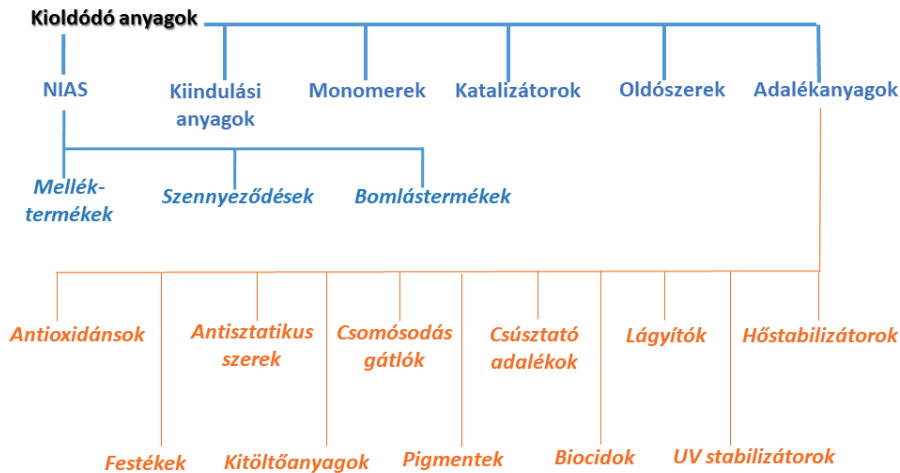 Kioldódó anyagok
NIAS
Kiindulási
anyagok
Monomerek
Katalizátorok
Oldószerek
Adalékanyagok
Mellék-
termékek
Szennyeződések
Bomlástermékek
Antioxidánsok
Antisztatikus
szerek
Csomósodás
gátlók
Csúsztató
adalékok
Lágyítók
Hőstabilizátorok
Festékek
Kitöltőanyagok
Pigmentek
Biocidok
UV stabilizátorok